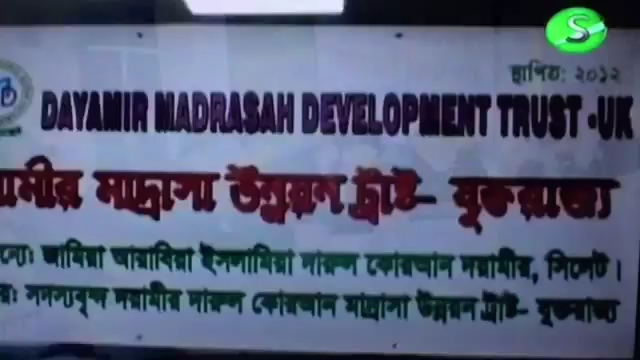 S
স্থাপিত: ২০১২
DAYAMIR MADRASAH DEVELOPMENT TRUST -UK
মাদ্রাসা উন্নয়ন ট্রাষ্ট- যুক্তরাজ্য
জামিয়া আরাবিয়া ইসলামিয়া দারুল কোরআন দয়ামীর, সিলেট।
সদস্যবৃন্দ দয়ামীর দারুল কোরআন মাদ্রাসা উন্নয়ন ট্রাষ্ট- যুক্তরাজ্য